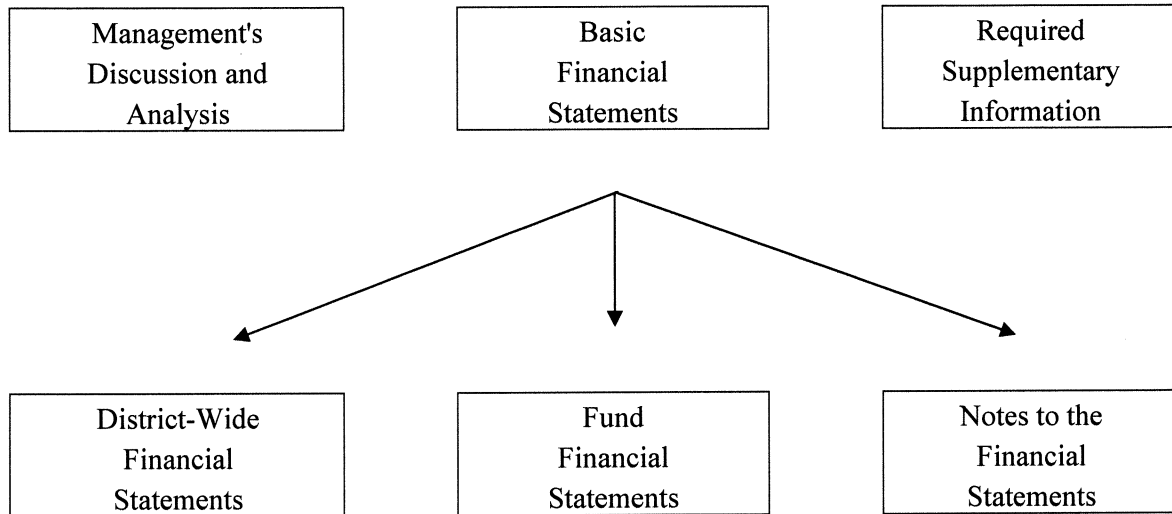 Management's
Discussion and
Analysis
Basic
Financial
Statements
Required
Supplementary
Information
District-Wide
Financial
Statements
Fund
Financial
Statements
Notes to the
Financial
Statements